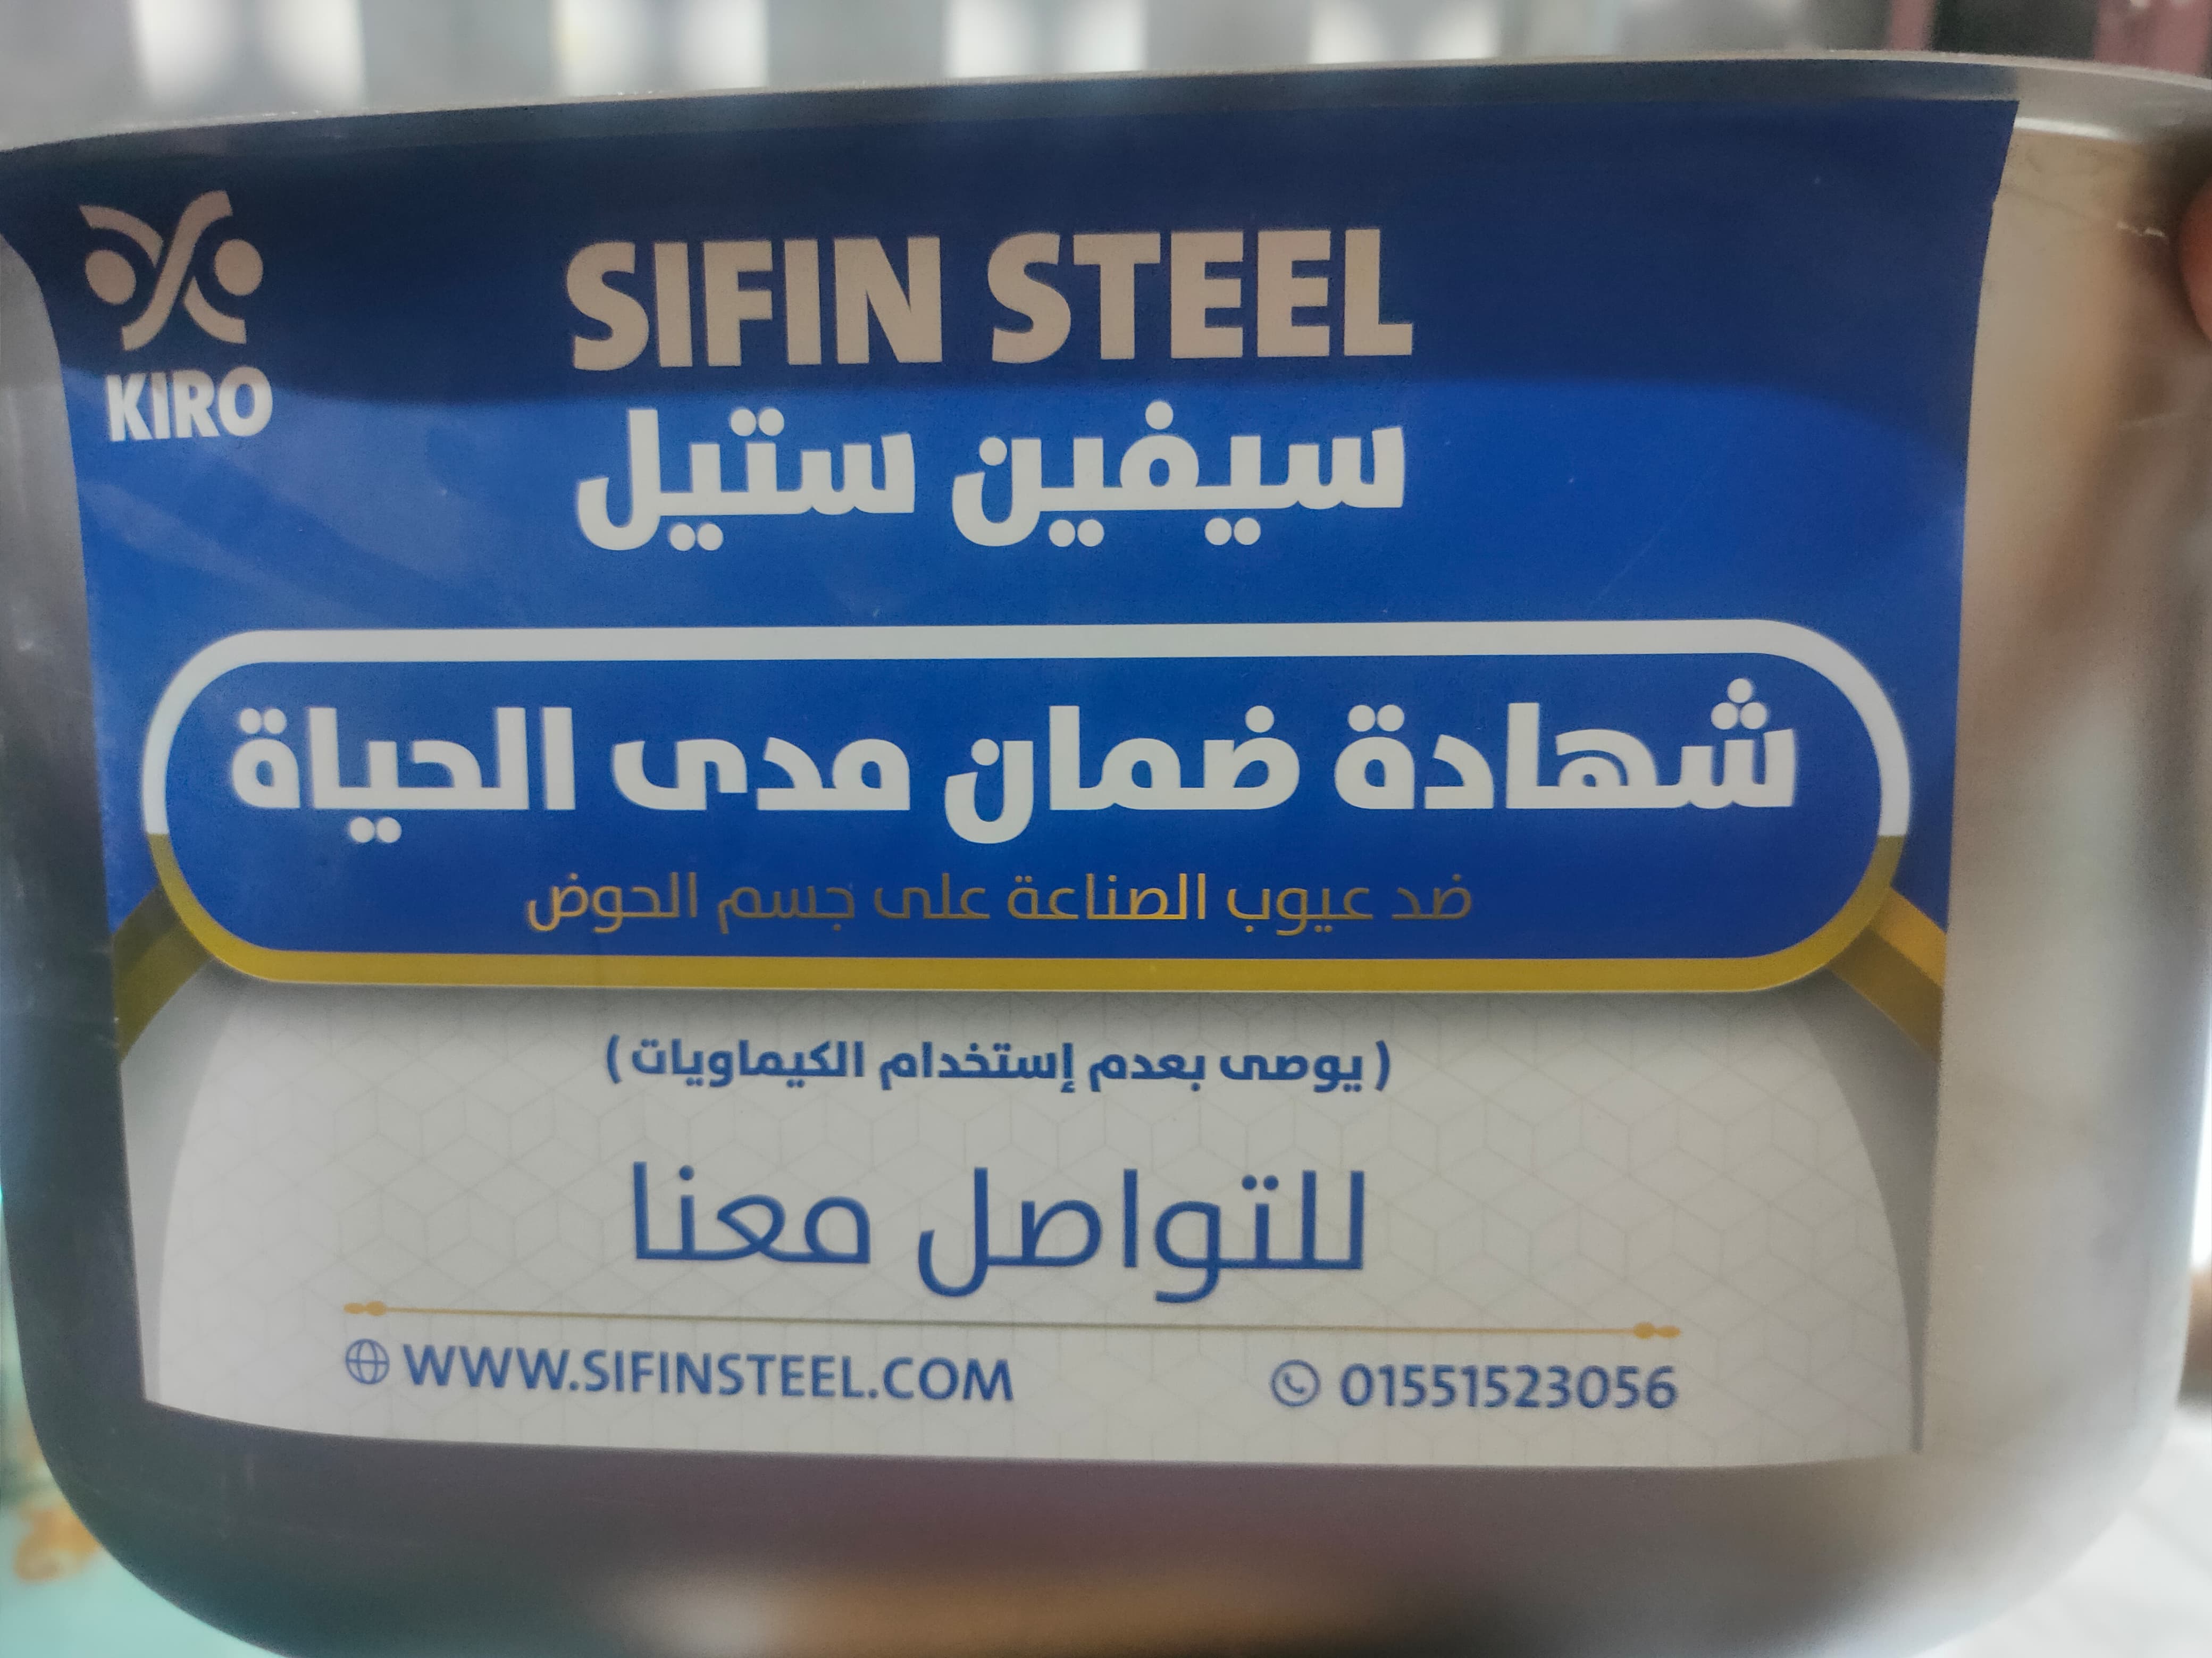 KIRO
SIFIN STEEL
سيفين ستيل
شهادة ضمان مدى الحياة
ضد عيوب الصناعة على جسم الحوض
( يوصى بعدم إستخدام الكيماويات )
للتواصل معنا
WWW.SIFINSTEEL.COM 01551523056